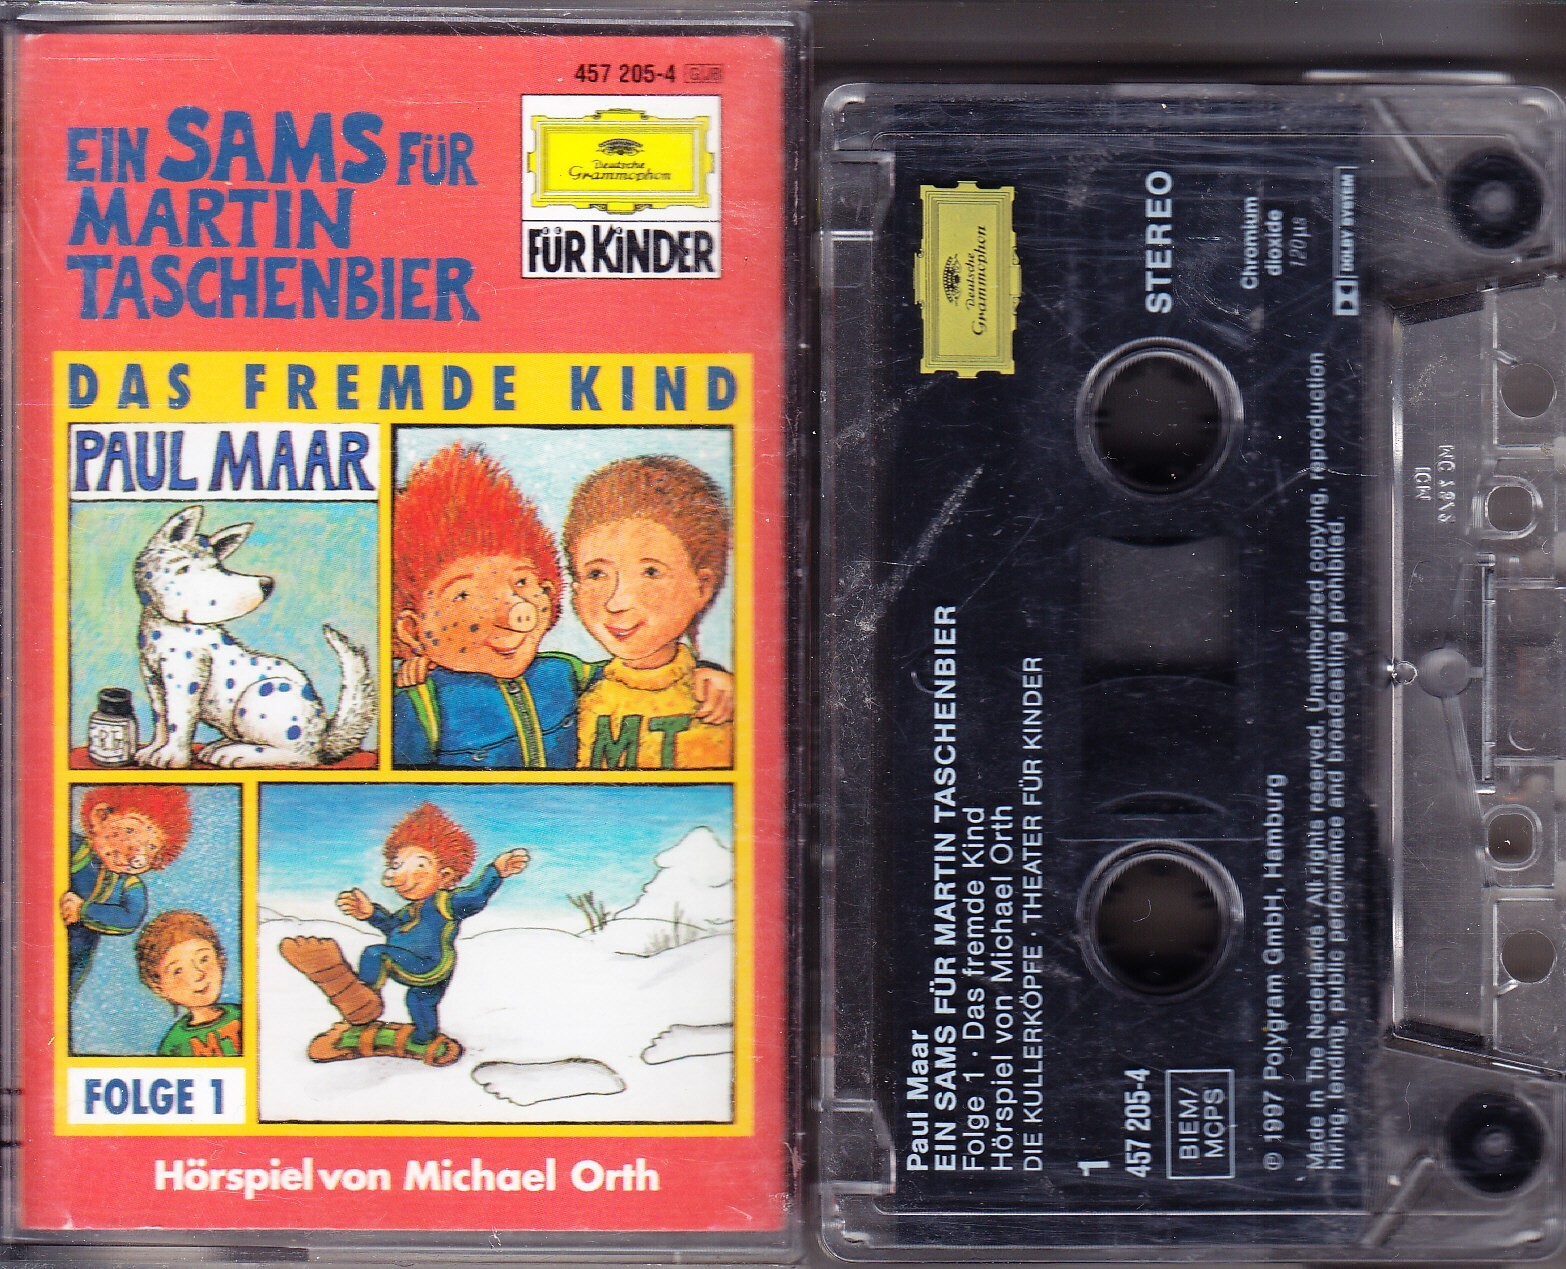 457 205-4 GUB
EIN SAMS FÜR
MARTIN
TASCHENBIER
Deutsche
Grammophon
FÜR KINDER
DAS FREMDE KIND
PAUL MAAR
MT
MT
FOLGE 1
Hörspiel von Michael Orth
Deutsche
Grammophon
STEREO
Chromium
dioxide
120 µs
DOLBY SYSTEM
Paul Maar
EIN SAMS FÜR MARTIN TASCHENBIER
Folge 1 · Das fremde Kind
Hörspiel von Michael Orth
DIE KULLERKÖPFE · THEATER FÜR KINDER
1
457 205-4
BIEM/
MCPS
℗ 1997 Polygram GmbH, Hamburg
Made in The Nederlands. All rights reserved. Unauthorized copying, reproduction
hiring, lending, public performance and broadcasting prohibited.